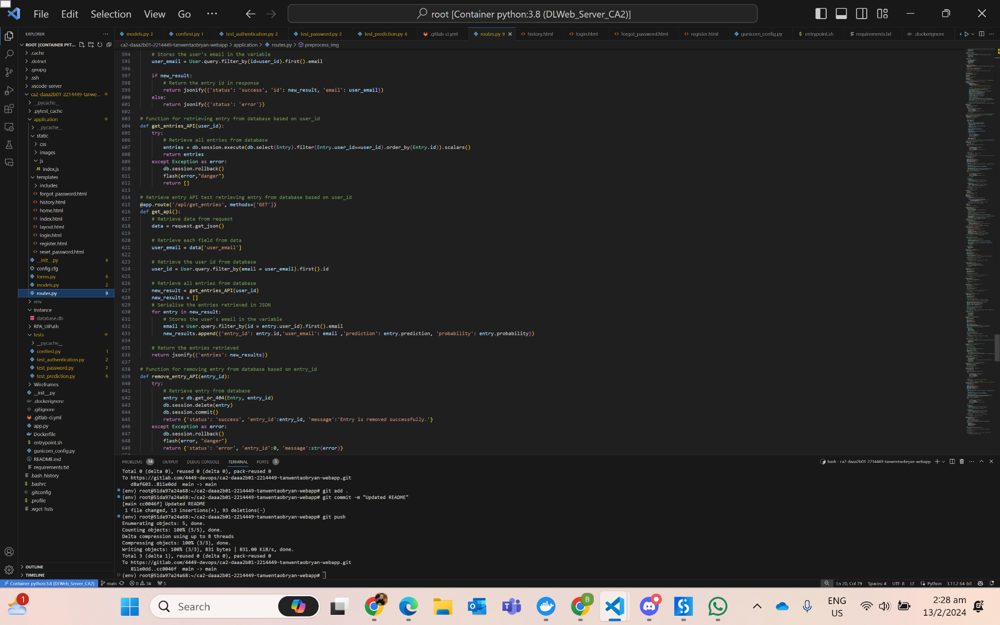 File Edit Selection View Go ··· root [Container python:3.8 (DLWeb_Server_CA2)]
EXPLORER ···
models.py 2 conftest.py 1 test_authentication.py 2 test_password.py 2 test_prediction.py 6 .gitlab-ci.yml routes.py 9 history.html login.html forgot_password.html register.html gunicorn_config.py entrypoint.sh requirements.txt .dockerignore
ROOT [CONTAINER PYT...
ca2-daaa2b01-2214449-tanwentaobryan-webapp > application > routes.py > preprocess_img
.cache
.dotnet
.gnupg
.ssh
.vscode-server
ca2-daaa2b01-2214449-tanwe...
__pycache__
.pytest_cache
application
__pycache__
static
css
images
js
JS index.js
templates
includes
forgot_password.html
history.html
home.html
index.html
layout.html
login.html
register.html
reset_password.html
__init__.py 6
config.cfg
forms.py 6
models.py 2
routes.py 9
env
instance
database.db
RPA_UIPath
tests
__pycache__
conftest.py 1
test_authentication.py 2
test_password.py 2
test_prediction.py 6
Wireframes
__init__.py
.dockerignore
.gitignore
.gitlab-ci.yml
app.py
Dockerfile
entrypoint.sh
gunicorn_config.py
README.md
requirements.txt
.bash_history
.bashrc
.gitconfig
.profile
.wget-hsts
OUTLINE
TIMELINE
594 # Stores the user's email in the variable
595 user_email = User.query.filter_by(id=user_id).first().email
596
597 if new_result:
598 # Return the entry id in response
599 return jsonify({'status': 'success', 'id': new_result, 'email': user_email})
600 else:
601 return jsonify({'status': 'error'})
602
603 # Function for retrieving entry from database based on user_id
604 def get_entries_API(user_id):
605 try:
606 # Retrieve all entries from database
607 entries = db.session.execute(db.select(Entry).filter(Entry.user_id==user_id).order_by(Entry.id)).scalars()
608 return entries
609 except Exception as error:
610 db.session.rollback()
611 flash(error,"danger")
612 return []
613
614 # Retrieve entry API test retrieving entry from database based on user_id
615 @app.route('/api/get_entries', methods=['GET'])
616 def get_api():
617 # Retrieve data from request
618 data = request.get_json()
619
620 # Retrieve each field from data
621 user_email = data['user_email']
622
623 # Retrieve the user id from database
624 user_id = User.query.filter_by(email = user_email).first().id
625
626 # Retrieve all entries from database
627 new_result = get_entries_API(user_id)
628 new_results = []
629 # Serialise the entries retrieved in JSON
630 for entry in new_result:
631 # Stores the user's email in the variable
632 email = User.query.filter_by(id = entry.user_id).first().email
633 new_results.append({'entry_id': entry.id,'user_email': email ,'prediction': entry.prediction, 'probability': entry.probability})
634
635 # Return the entries retrieved
636 return jsonify({'entries': new_results})
637
638 # Function for removing entry from database based on entry_id
639 def remove_entry_API(entry_id):
640 try:
641 # Retrieve entry from database
642 entry = db.get_or_404(Entry, entry_id)
643 db.session.delete(entry)
644 db.session.commit()
645 return {'status': 'success', 'entry_id':entry_id, 'message':'Entry is removed successfully.'}
646 except Exception as error:
647 db.session.rollback()
648 flash(error, "danger")
649 return {'status': 'error', 'entry_id':0, 'message':str(error)}
PROBLEMS 34 OUTPUT DEBUG CONSOLE TERMINAL PORTS 5 bash - ca2-daaa2b01-2214449-tanwentaobryan-webapp
Total 0 (delta 0), reused 0 (delta 0), pack-reused 0
To https://gitlab.com/4449-devops/ca2-daaa2b01-2214449-tanwentaobryan-webapp.git
d8af603..811e0dd main -> main
(env) root@51da97a24a68:~/ca2-daaa2b01-2214449-tanwentaobryan-webapp# git add .
(env) root@51da97a24a68:~/ca2-daaa2b01-2214449-tanwentaobryan-webapp# git commit -m "Updated README"
[main cc0046f] Updated README
1 file changed, 13 insertions(+), 93 deletions(-)
(env) root@51da97a24a68:~/ca2-daaa2b01-2214449-tanwentaobryan-webapp# git push
Enumerating objects: 5, done.
Counting objects: 100% (5/5), done.
Delta compression using up to 8 threads
Compressing objects: 100% (3/3), done.
Writing objects: 100% (3/3), 831 bytes | 831.00 KiB/s, done.
Total 3 (delta 1), reused 0 (delta 0), pack-reused 0
To https://gitlab.com/4449-devops/ca2-daaa2b01-2214449-tanwentaobryan-webapp.git
811e0dd..cc0046f main -> main
(env) root@51da97a24a68:~/ca2-daaa2b01-2214449-tanwentaobryan-webapp#
Container python:3.8 (DLWeb_Server_CA2) main 0 34 5 Ln 20, Col 79 Spaces: 4 UTF-8 LF Python 3.11.2 64-bit
1 Search B ENG US 2:28 am
13/2/2024